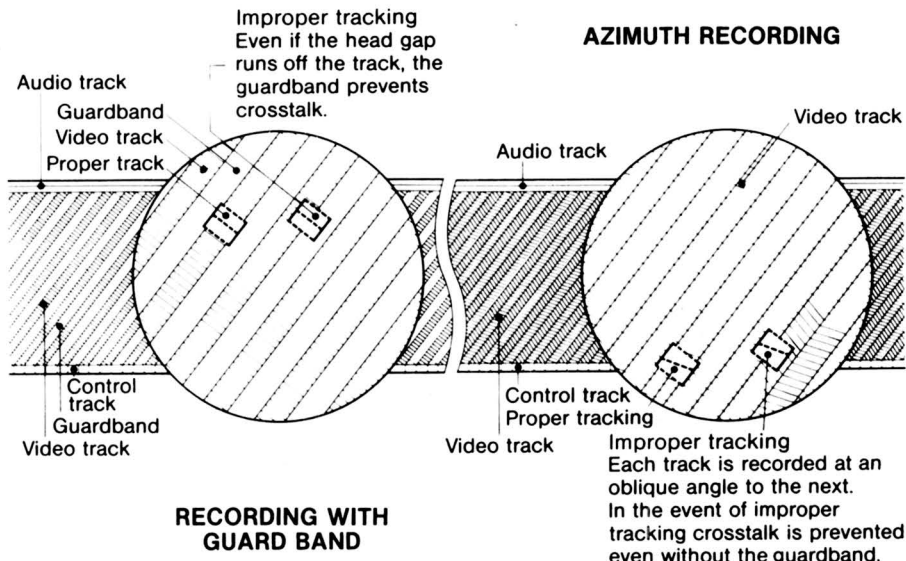 Improper tracking
Even if the head gap
runs off the track, the
guardband prevents
crosstalk.
AZIMUTH RECORDING
Audio track
Guardband
Video track
Proper track
Video track
Audio track
Control
track
Guardband
Video track
Control track
Proper tracking
Video track
Improper tracking
Each track is recorded at an
oblique angle to the next.
In the event of improper
tracking crosstalk is prevented
even without the guardband.
RECORDING WITH
GUARD BAND